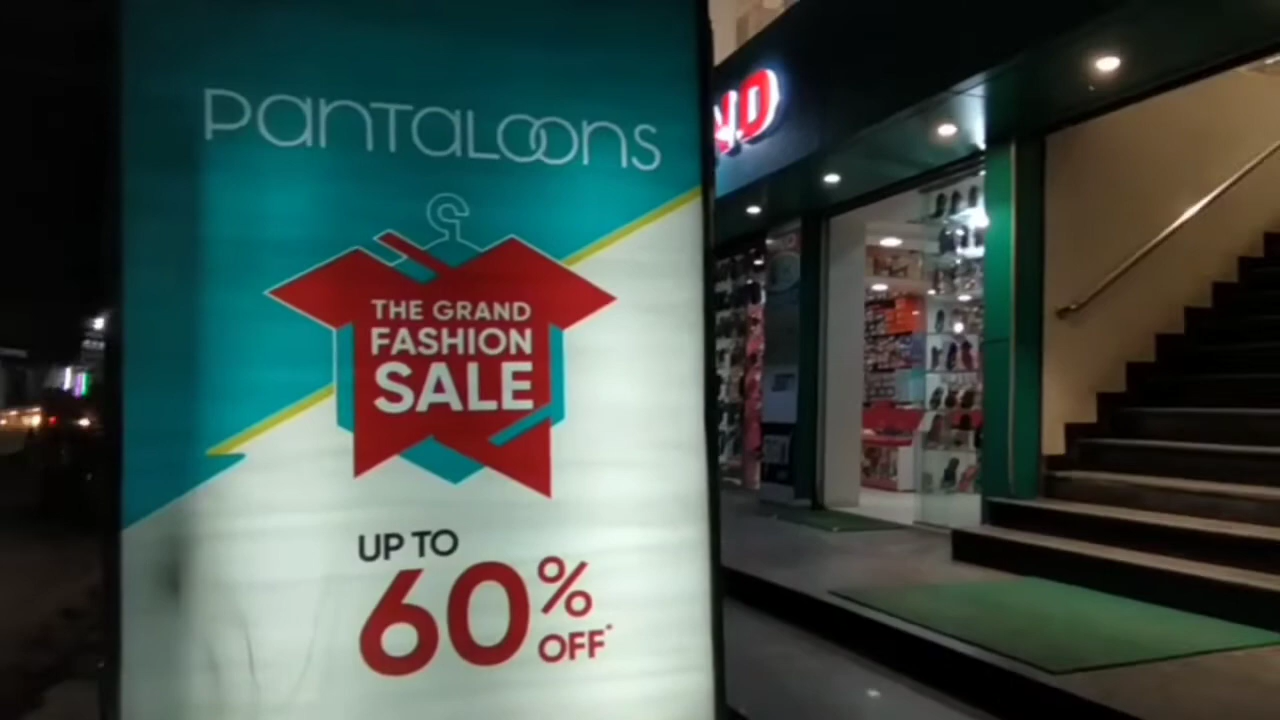 PANTALOONS
THE GRAND
FASHION
SALE
UP TO
60%
OFF*